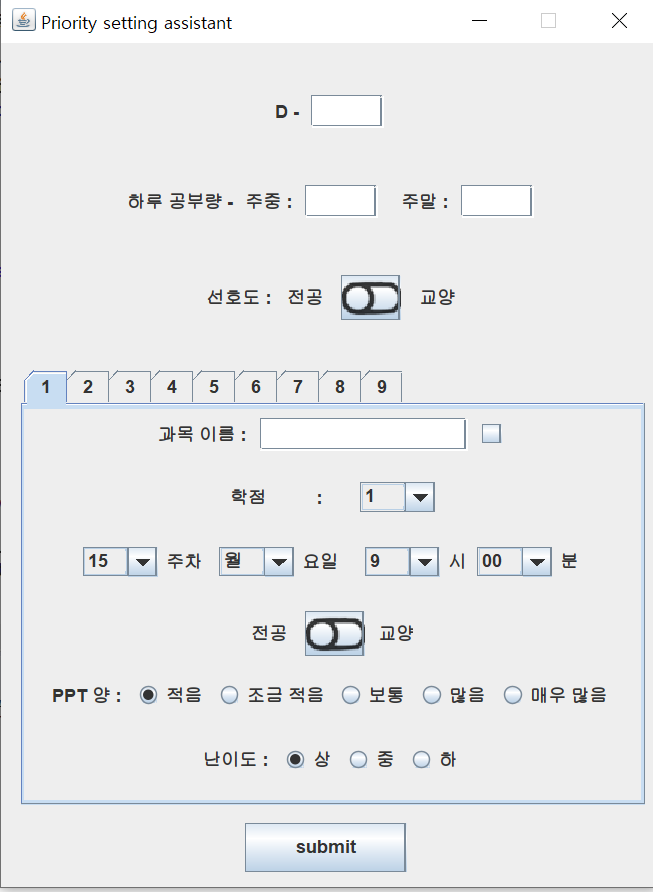 Priority setting assistant
D -
하루 공부량 - 주중 : 주말 :
선호도 : 전공 교양
1 2 3 4 5 6 7 8 9
과목 이름 :
학점 : 1
15 주차 월 요일 9 시 00 분
전공 교양
PPT 양 : 적음 조금 적음 보통 많음 매우 많음
난이도 : 상 중 하
submit